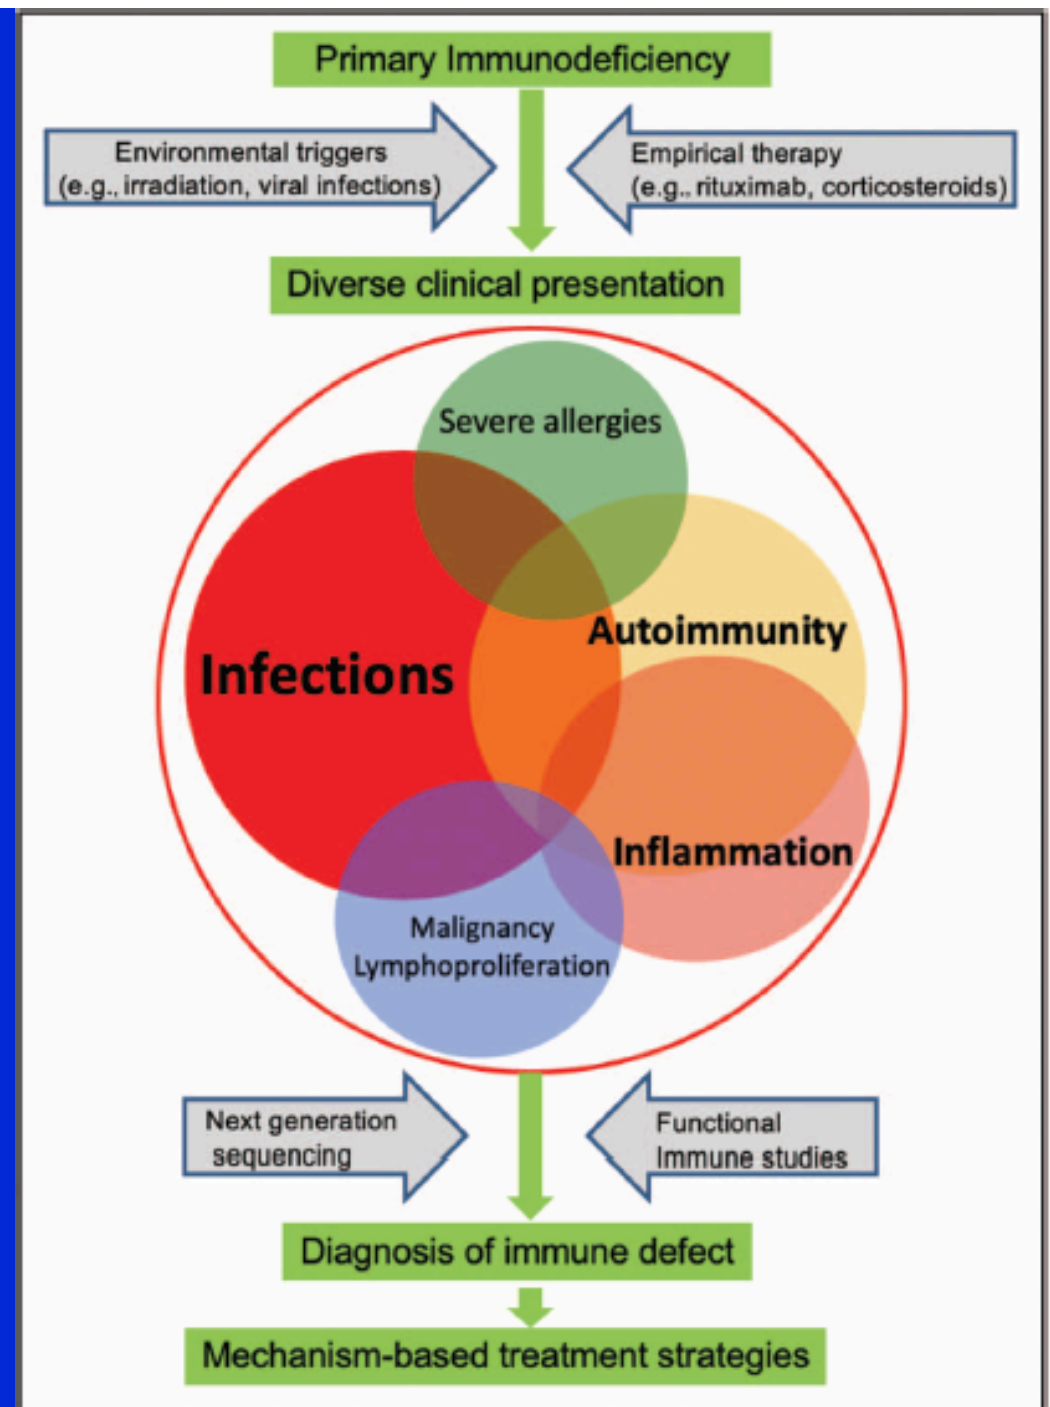 Primary Immunodeficiency
Environmental triggers
(e.g., irradiation, viral infections)
Empirical therapy
(e.g., rituximab, corticosteroids)
Diverse clinical presentation
Severe allergies
Autoimmunity
Infections
Inflammation
Malignancy
Lymphoproliferation
Next generation
sequencing
Functional
Immune studies
Diagnosis of immune defect
Mechanism-based treatment strategies